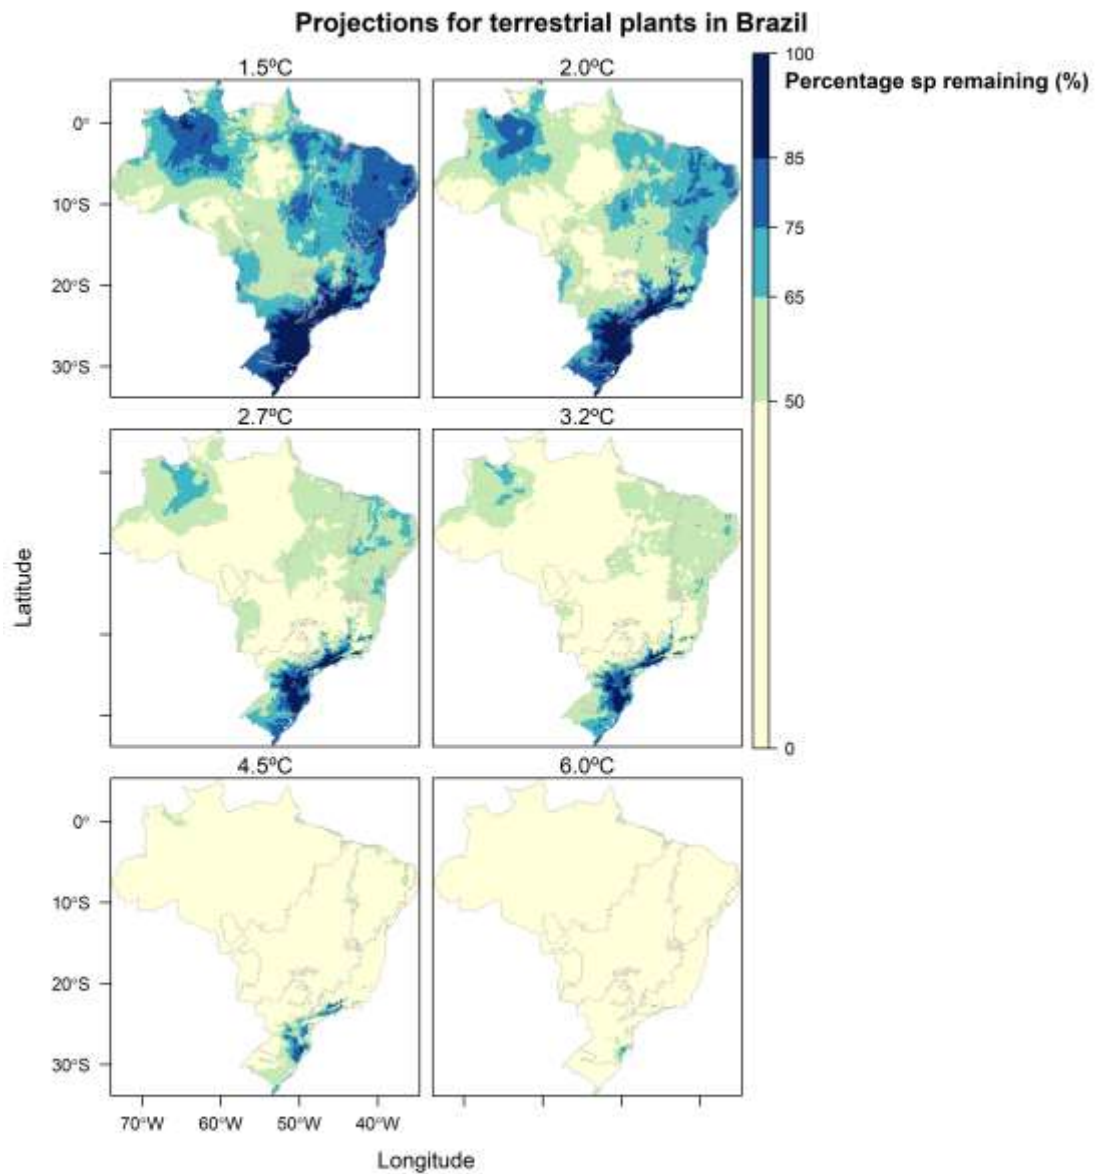 Projections for terrestrial plants in Brazil
1.5ºC
2.0ºC
100
Percentage sp remaining (%)
0°
85
10°S
75
20°S
65
30°S
50
2.7ºC
3.2ºC
Latitude
0
4.5ºC
6.0ºC
0°
10°S
20°S
30°S
70°W 60°W 50°W 40°W
Longitude